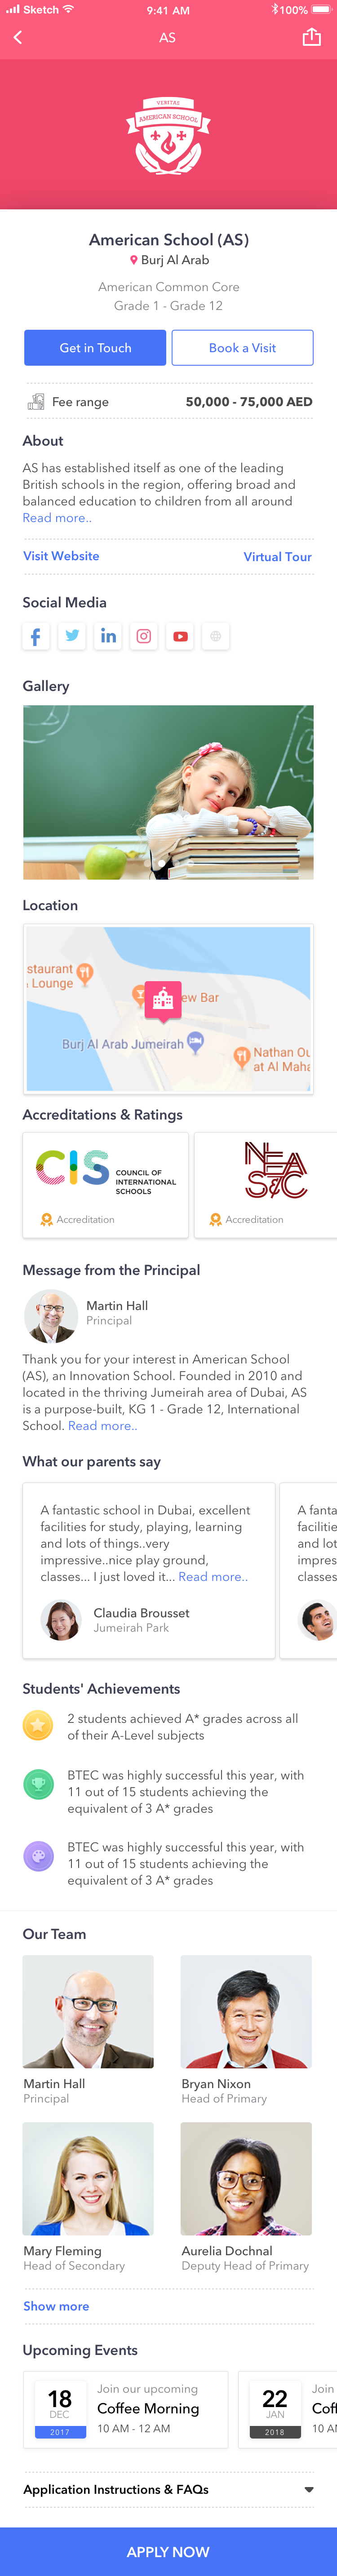 Sketch 9:41 AM 100%
AS
VERITAS
AMERICAN SCHOOL
American School (AS)
Burj Al Arab
American Common Core
Grade 1 - Grade 12
Get in Touch Book a Visit
Fee range 50,000 - 75,000 AED
About
AS has established itself as one of the leading
British schools in the region, offering broad and
balanced education to children from all around
Read more..
Visit Website Virtual Tour
Social Media
Gallery
Location
staurant
Lounge
ew Bar
Burj Al Arab Jumeirah
Nathan Ou
at Al Maha
Accreditations & Ratings
CIS COUNCIL OF
INTERNATIONAL
SCHOOLS
NEASC
Accreditation Accreditation
Message from the Principal
Martin Hall
Principal
Thank you for your interest in American School
(AS), an Innovation School. Founded in 2010 and
located in the thriving Jumeirah area of Dubai, AS
is a purpose-built, KG 1 - Grade 12, International
School. Read more..
What our parents say
A fantastic school in Dubai, excellent
facilities for study, playing, learning
and lots of things..very
impressive..nice play ground,
classes... I just loved it... Read more..
Claudia Brousset
Jumeirah Park
A fanta
facilitie
and lot
impres
classes
Students' Achievements
2 students achieved A* grades across all
of their A-Level subjects
BTEC was highly successful this year, with
11 out of 15 students achieving the
equivalent of 3 A* grades
BTEC was highly successful this year, with
11 out of 15 students achieving the
equivalent of 3 A* grades
Our Team
Martin Hall
Principal
Bryan Nixon
Head of Primary
Mary Fleming
Head of Secondary
Aurelia Dochnal
Deputy Head of Primary
Show more
Upcoming Events
18
DEC
2017
Join our upcoming
Coffee Morning
10 AM - 12 AM
22
JAN
2018
Join
Coff
10 A
Application Instructions & FAQs
APPLY NOW